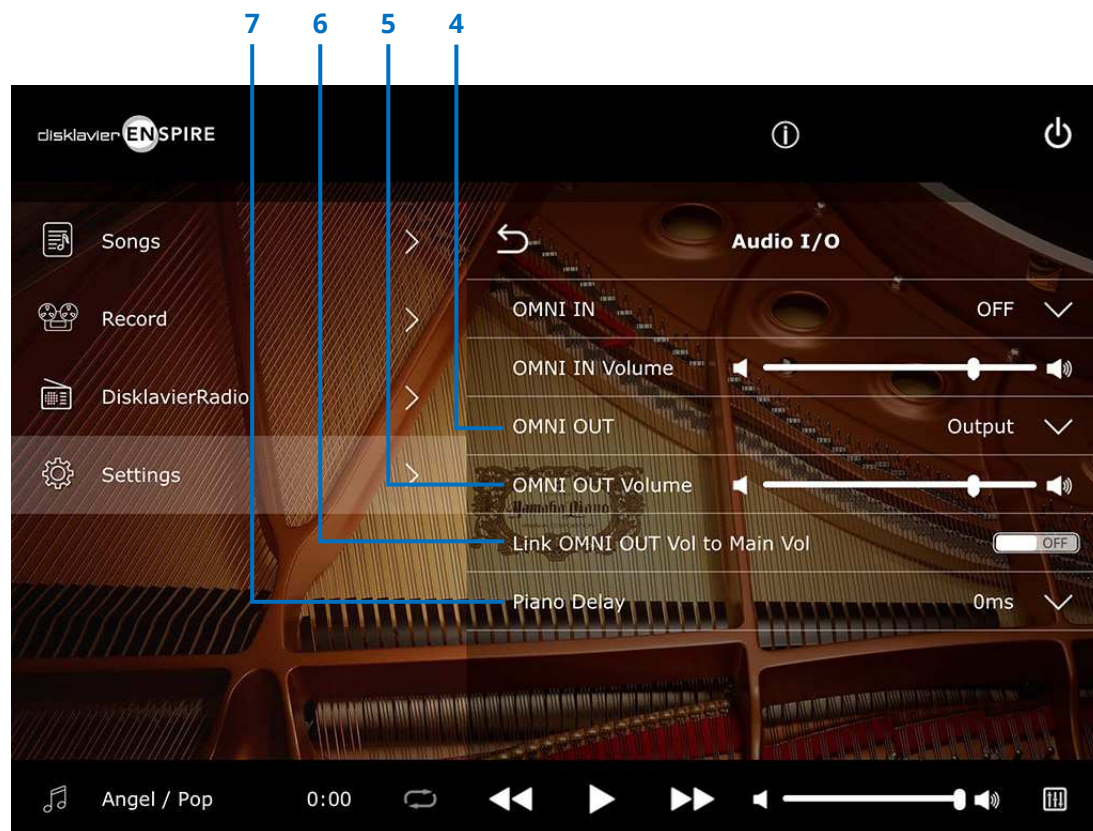 7 6 5 4
disklavier ENSPIRE
Songs
Record
DisklavierRadio
Settings
Audio I/O
OMNI IN OFF
OMNI IN Volume
OMNI OUT Output
OMNI OUT Volume
Yamaha Piano
Link OMNI OUT Vol to Main Vol OFF
Piano Delay 0ms
Angel / Pop 0:00